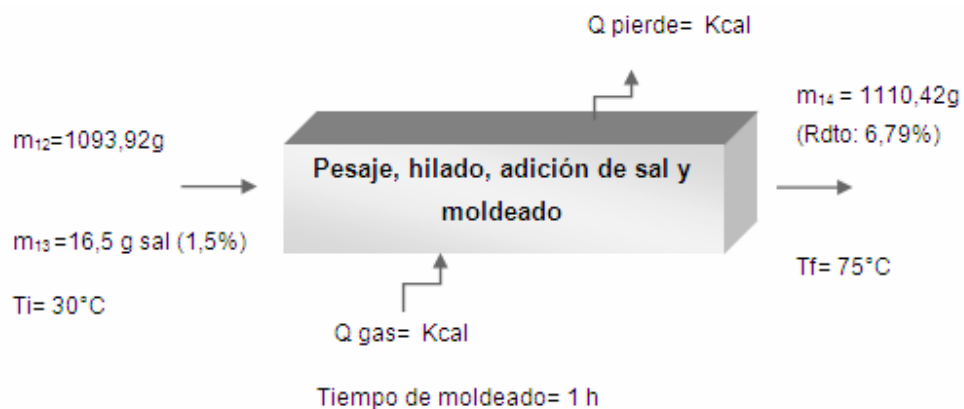 Q pierde= Kcal
m₁₄ = 1110,42g
(Rdto: 6,79%)
m₁₂=1093,92g
Pesaje, hilado, adición de sal y
moldeado
m₁₃=16,5 g sal (1,5%)
Tf= 75°C
Ti= 30°C
Q gas= Kcal
Tiempo de moldeado= 1 h